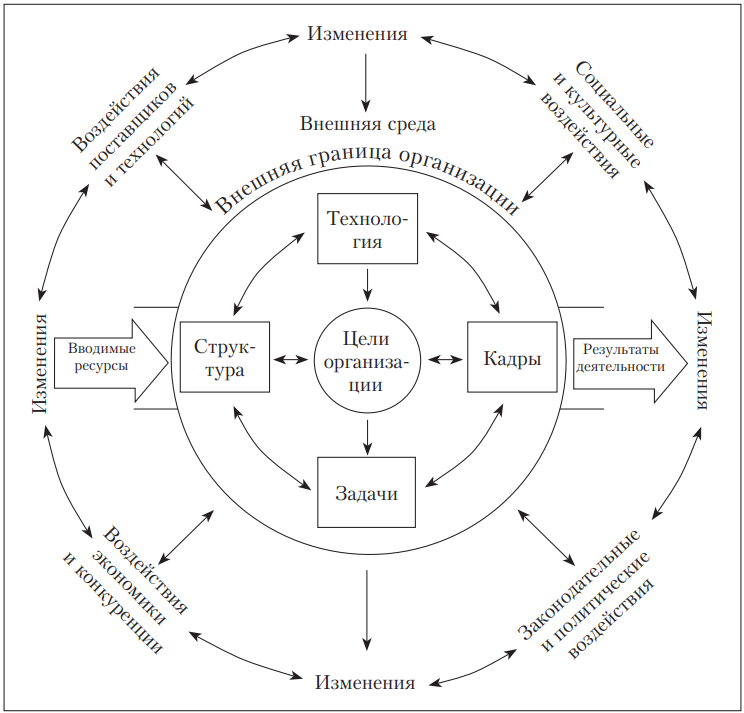 Изменения
Воздействия
поставщиков
и технологий
Социальные
и культурные
воздействия
Внешняя среда
Внешняя граница организации
Техноло-
гия
Изменения
Вводимые
ресурсы
Струк-
тура
Цели
организа-
ции
Кадры
Результаты
деятельности
Изменения
Задачи
Воздействия
экономики
и конкуренции
Законодательные
и политические
воздействия
Изменения